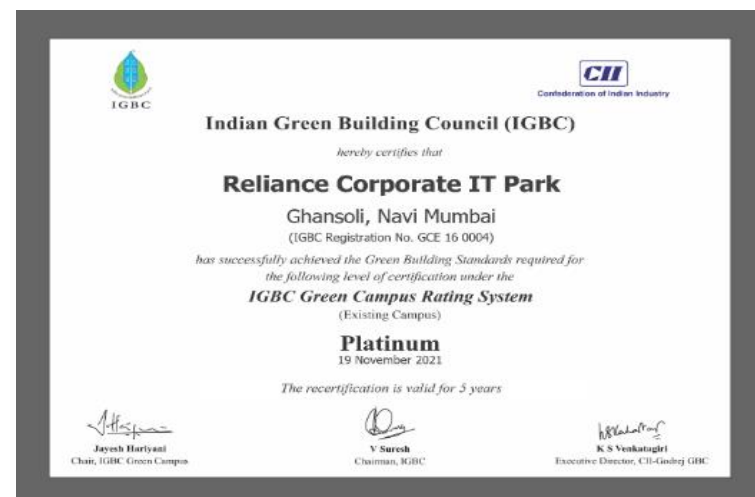 IGBC
CII
Confederation of Indian Industry
Indian Green Building Council (IGBC)
hereby certifies that
Reliance Corporate IT Park
Ghansoli, Navi Mumbai
(IGBC Registration No. GCE 16 0004)
has successfully achieved the Green Building Standards required for
the following level of certification under the
IGBC Green Campus Rating System
(Existing Campus)
Platinum
19 November 2021
The recertification is valid for 5 years
Jayesh Hariyani
Chair, IGBC Green Campus
V Suresh
Chairman, IGBC
K S Venkatagiri
Executive Director, CII-Godrej GBC